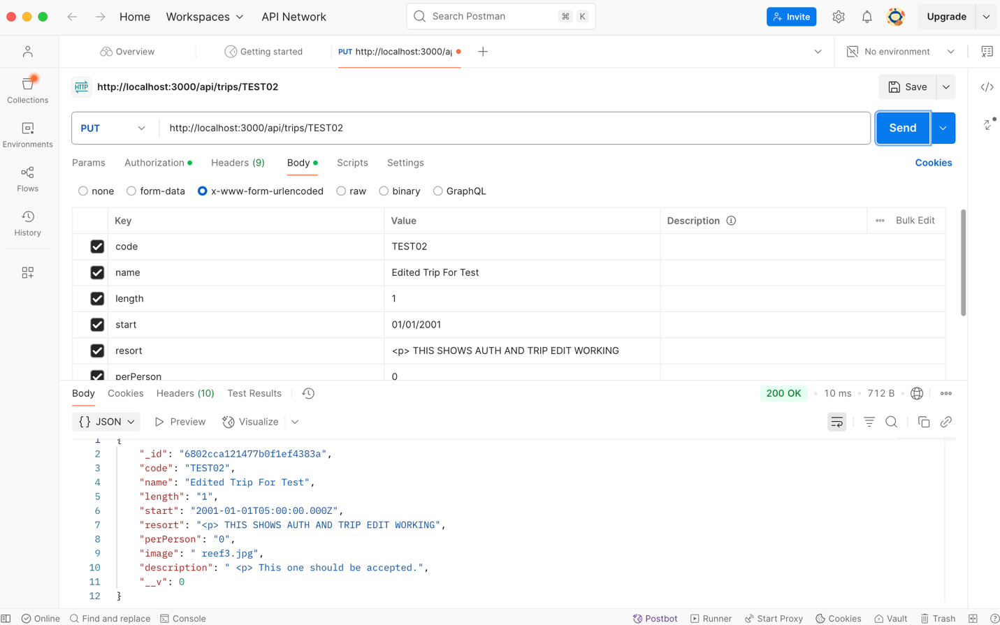 Home Workspaces API Network Search Postman ⌘ K Invite Upgrade
Overview Getting started PUT http://localhost:3000/ap No environment
HTTP http://localhost:3000/api/trips/TEST02 Save
Collections
PUT http://localhost:3000/api/trips/TEST02 Send
Environments
Params Authorization Headers (9) Body Scripts Settings Cookies
Flows
none form-data x-www-form-urlencoded raw binary GraphQL
History
Key Value Description Bulk Edit
code TEST02
name Edited Trip For Test
length 1
start 01/01/2001
resort <p> THIS SHOWS AUTH AND TRIP EDIT WORKING
perPerson 0
Body Cookies Headers (10) Test Results 200 OK • 10 ms • 712 B •
{} JSON Preview Visualize
1 {
2 "_id": "6802cca121477b0f1ef4383a",
3 "code": "TEST02",
4 "name": "Edited Trip For Test",
5 "length": "1",
6 "start": "2001-01-01T05:00:00.000Z",
7 "resort": "<p> THIS SHOWS AUTH AND TRIP EDIT WORKING",
8 "perPerson": "0",
9 "image": " reef3.jpg",
10 "description": " <p> This one should be accepted.",
11 "__v": 0
12 }
Online Find and replace Console Postbot Runner Start Proxy Cookies Vault Trash